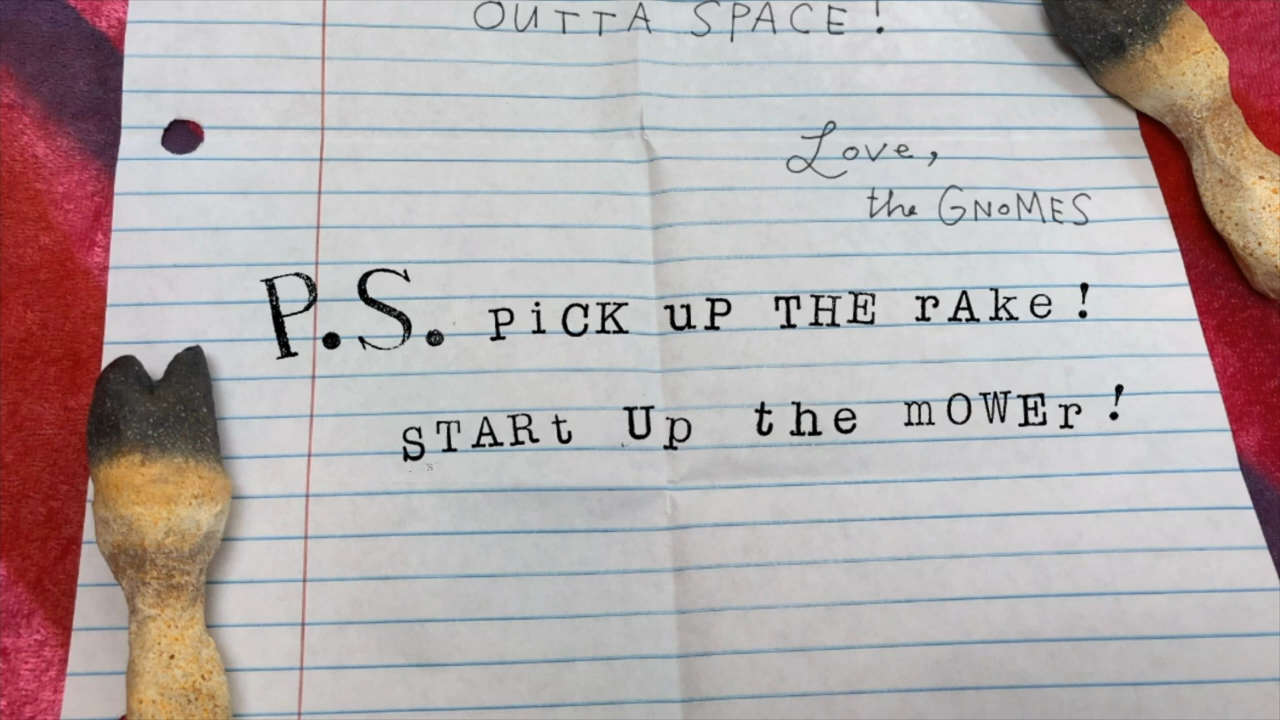 OUTTA SPACE!
Love,
the GNoMES
P.S. PiCK uP THE rAke!
STARt Up the mOWEr!